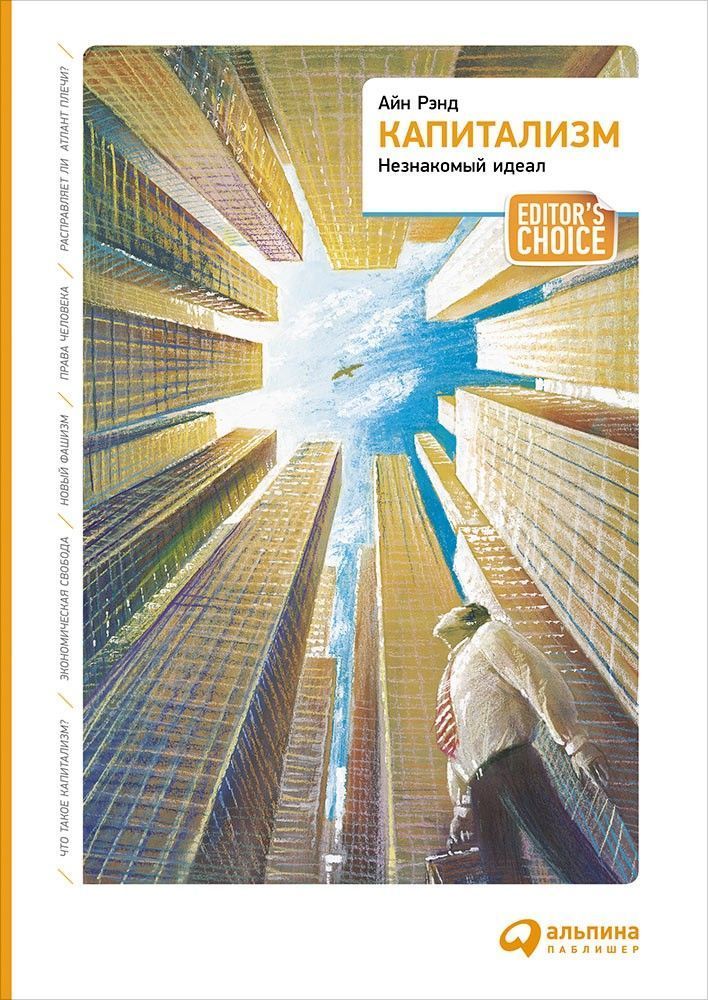 Айн Рэнд
КАПИТАЛИЗМ
Незнакомый идеал
EDITOR'S
CHOICE
ЧТО ТАКОЕ КАПИТАЛИЗМ? / ЭКОНОМИЧЕСКАЯ СВОБОДА / НОВЫЙ ФАШИЗМ / ПРАВА ЧЕЛОВЕКА / РАСПРАВЛЯЕТ ЛИ АТЛАНТ ПЛЕЧИ?
альпина
ПАБЛИШЕР